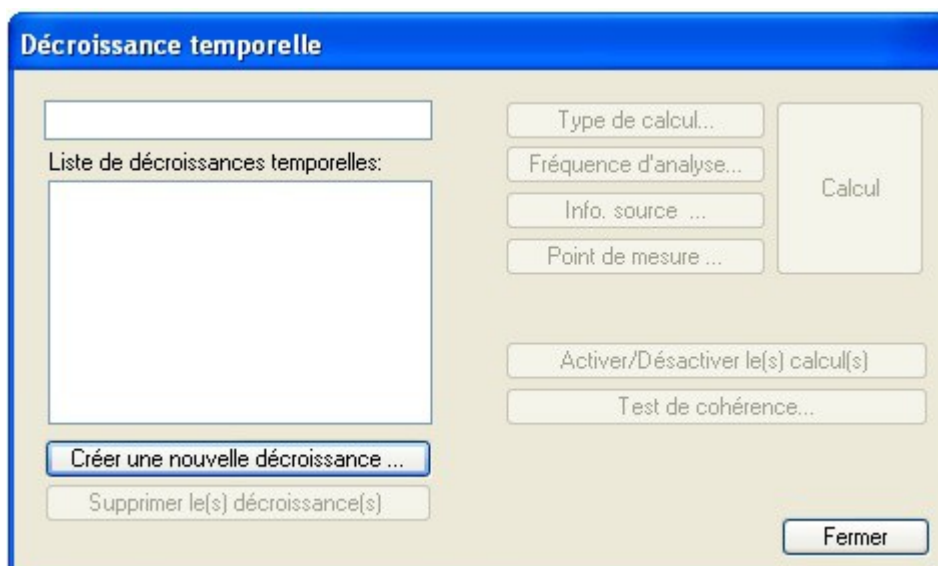 Décroissance temporelle
Liste de décroissances temporelles:
Créer une nouvelle décroissance ...
Supprimer le(s) décroissance(s)
Type de calcul...
Fréquence d'analyse...
Info. source ...
Point de mesure ...
Calcul
Activer/Désactiver le(s) calcul(s)
Test de cohérence...
Fermer